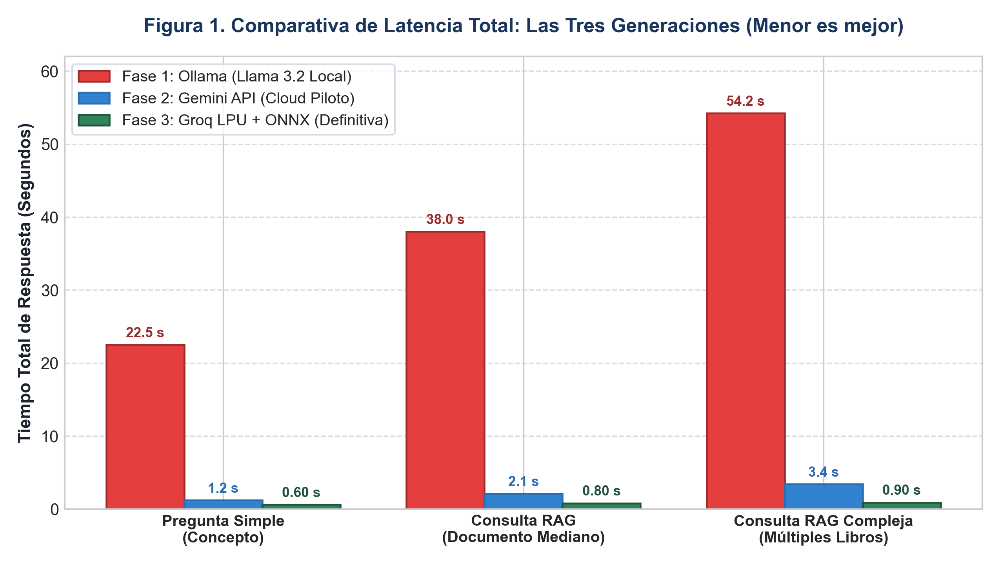 Figura 1. Comparativa de Latencia Total: Las Tres Generaciones (Menor es mejor)
Fase 1: Ollama (Llama 3.2 Local)
Fase 2: Gemini API (Cloud Piloto)
Fase 3: Groq LPU + ONNX (Definitiva)
Tiempo Total de Respuesta (Segundos)
60
50
40
30
20
10
0
22.5 s
1.2 s
0.60 s
38.0 s
2.1 s
0.80 s
54.2 s
3.4 s
0.90 s
Pregunta Simple
(Concepto)
Consulta RAG
(Documento Mediano)
Consulta RAG Compleja
(Múltiples Libros)